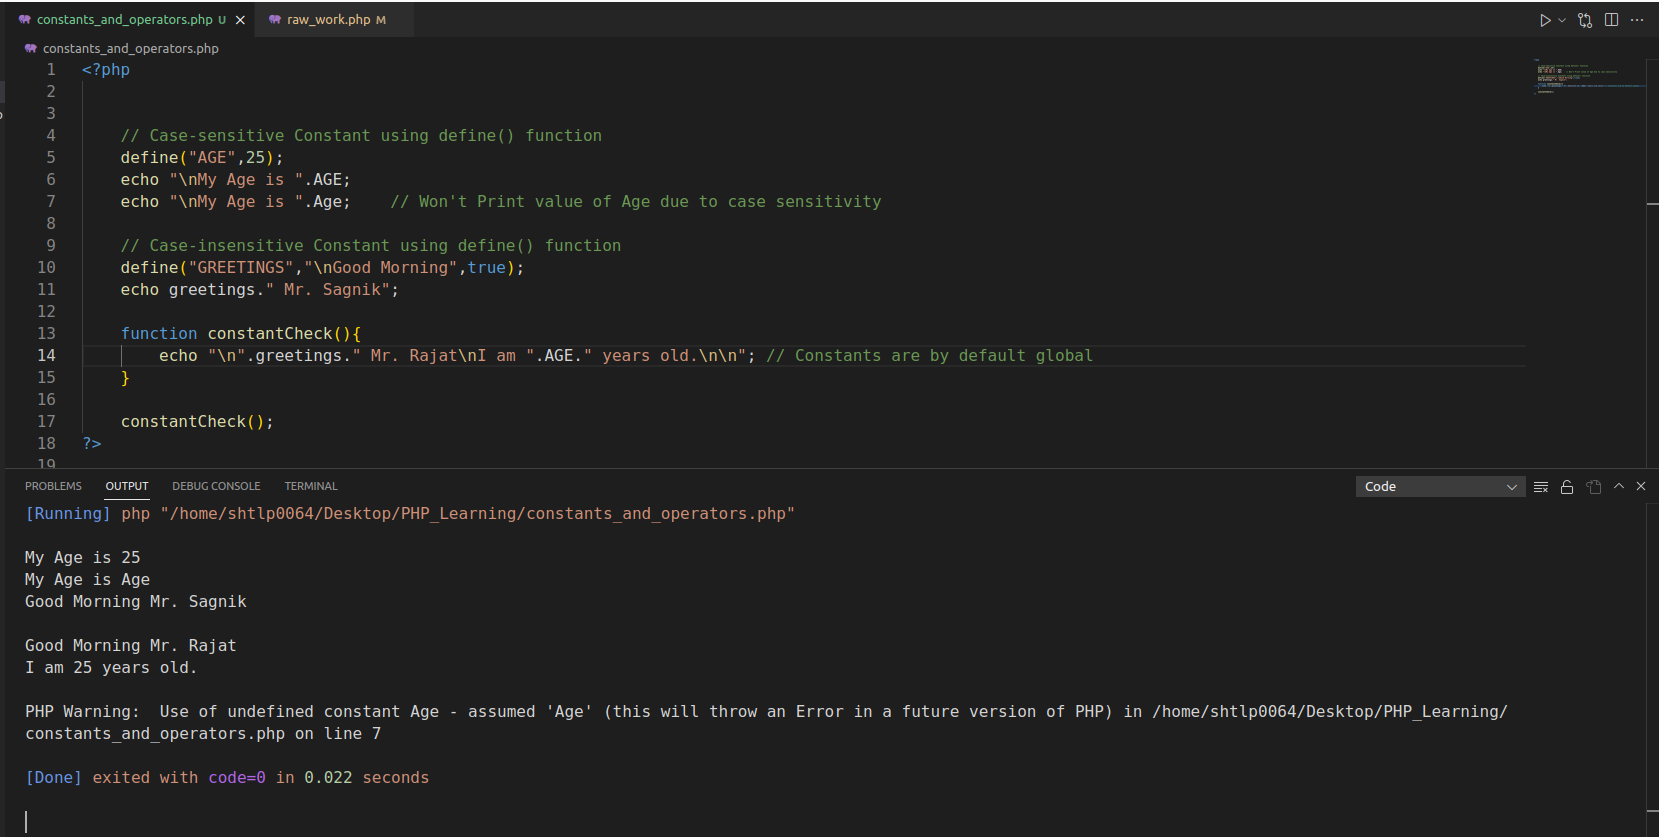 constants_and_operators.php U
raw_work.php M
constants_and_operators.php
1 <?php
2
3
4 // Case-sensitive Constant using define() function
5 define("AGE",25);
6 echo "\nMy Age is ".AGE;
7 echo "\nMy Age is ".Age;    // Won't Print value of Age due to case sensitivity
8
9 // Case-insensitive Constant using define() function
10 define("GREETINGS","\nGood Morning",true);
11 echo greetings." Mr. Sagnik";
12
13 function constantCheck(){
14 echo "\n".greetings." Mr. Rajat\nI am ".AGE." years old.\n\n"; // Constants are by default global
15 }
16
17 constantCheck();
18 ?>
19
PROBLEMS OUTPUT DEBUG CONSOLE TERMINAL Code
[Running] php "/home/shtlp0064/Desktop/PHP_Learning/constants_and_operators.php"
My Age is 25
My Age is Age
Good Morning Mr. Sagnik
Good Morning Mr. Rajat
I am 25 years old.
PHP Warning:  Use of undefined constant Age - assumed 'Age' (this will throw an Error in a future version of PHP) in /home/shtlp0064/Desktop/PHP_Learning/
constants_and_operators.php on line 7
[Done] exited with code=0 in 0.022 seconds